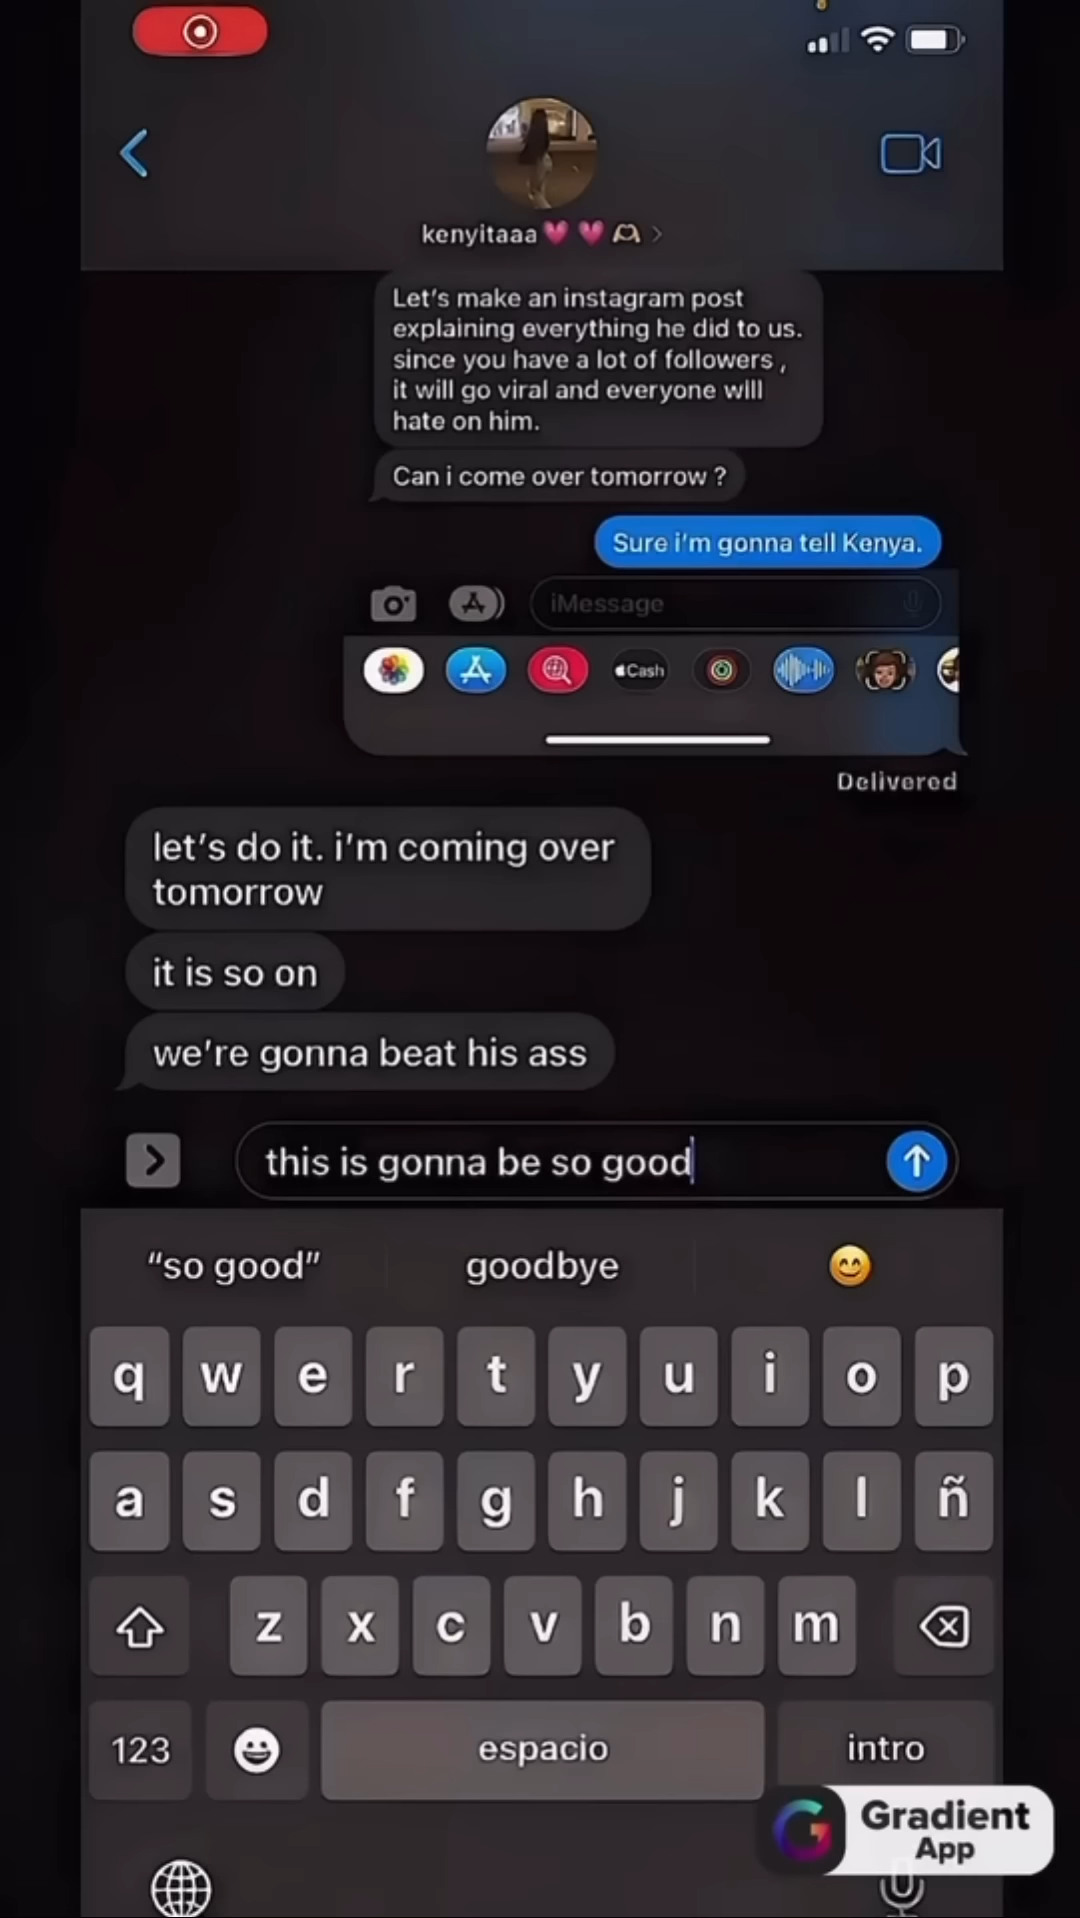 kenyitaaa💗 💗 🫶🏼 >
Let's make an instagram post
explaining everything he did to us.
since you have a lot of followers ,
it will go viral and everyone will
hate on him.
Can i come over tomorrow ?
Sure i'm gonna tell Kenya.
iMessage
Cash
Delivered
let's do it. i'm coming over
tomorrow
it is so on
we're gonna beat his ass
this is gonna be so good
“so good” goodbye 😊
q w e r t y u i o p
a s d f g h j k l ñ
z x c v b n m
123 espacio intro
Gradient
App